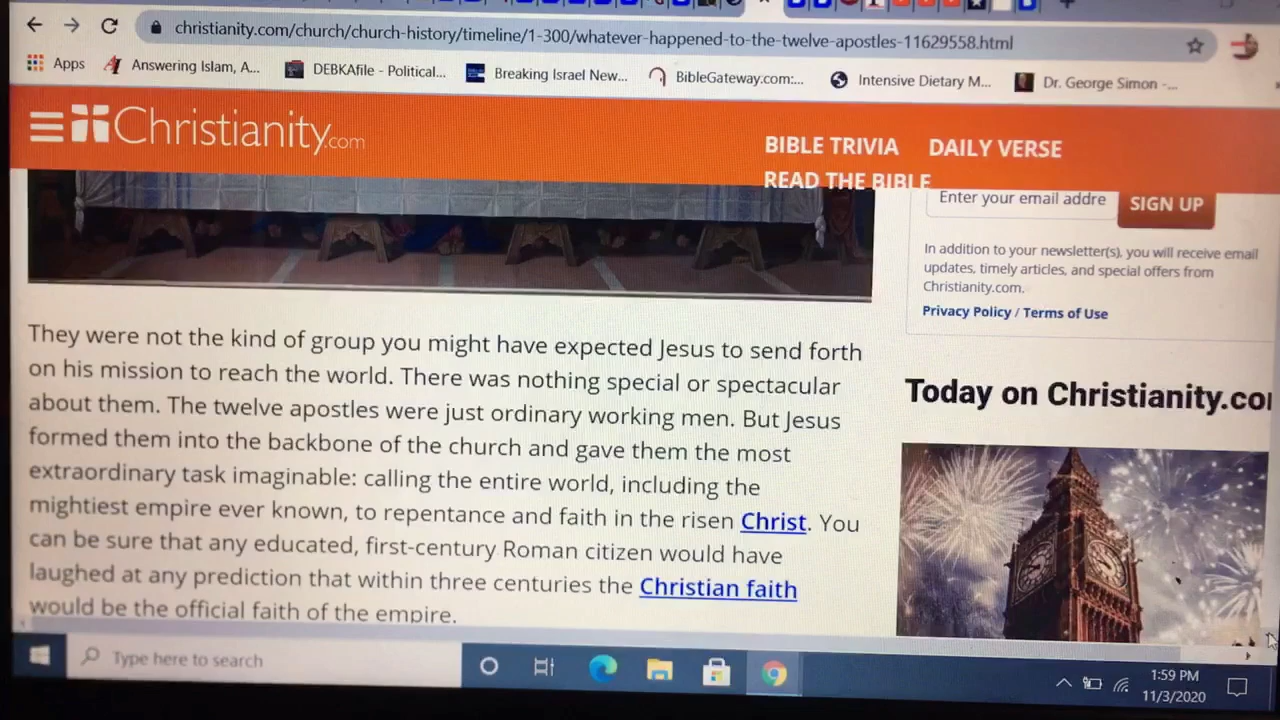 christianity.com/church/church-history/timeline/1-300/whatever-happened-to-the-twelve-apostles-11629558.html
Apps Answering Islam, A... DEBKAfile - Political... Breaking Israel New... BibleGateway.com:... Intensive Dietary M... Dr. George Simon -...
Christianity.com
BIBLE TRIVIA DAILY VERSE
READ THE BIBLE
Enter your email addre SIGN UP
In addition to your newsletter(s), you will receive email
updates, timely articles, and special offers from
Christianity.com.
Privacy Policy / Terms of Use
They were not the kind of group you might have expected Jesus to send forth
on his mission to reach the world. There was nothing special or spectacular
about them. The twelve apostles were just ordinary working men. But Jesus
formed them into the backbone of the church and gave them the most
extraordinary task imaginable: calling the entire world, including the
mightiest empire ever known, to repentance and faith in the risen Christ. You
can be sure that any educated, first-century Roman citizen would have
laughed at any prediction that within three centuries the Christian faith
would be the official faith of the empire.
Today on Christianity.co
Type here to search
1:59 PM
11/3/2020